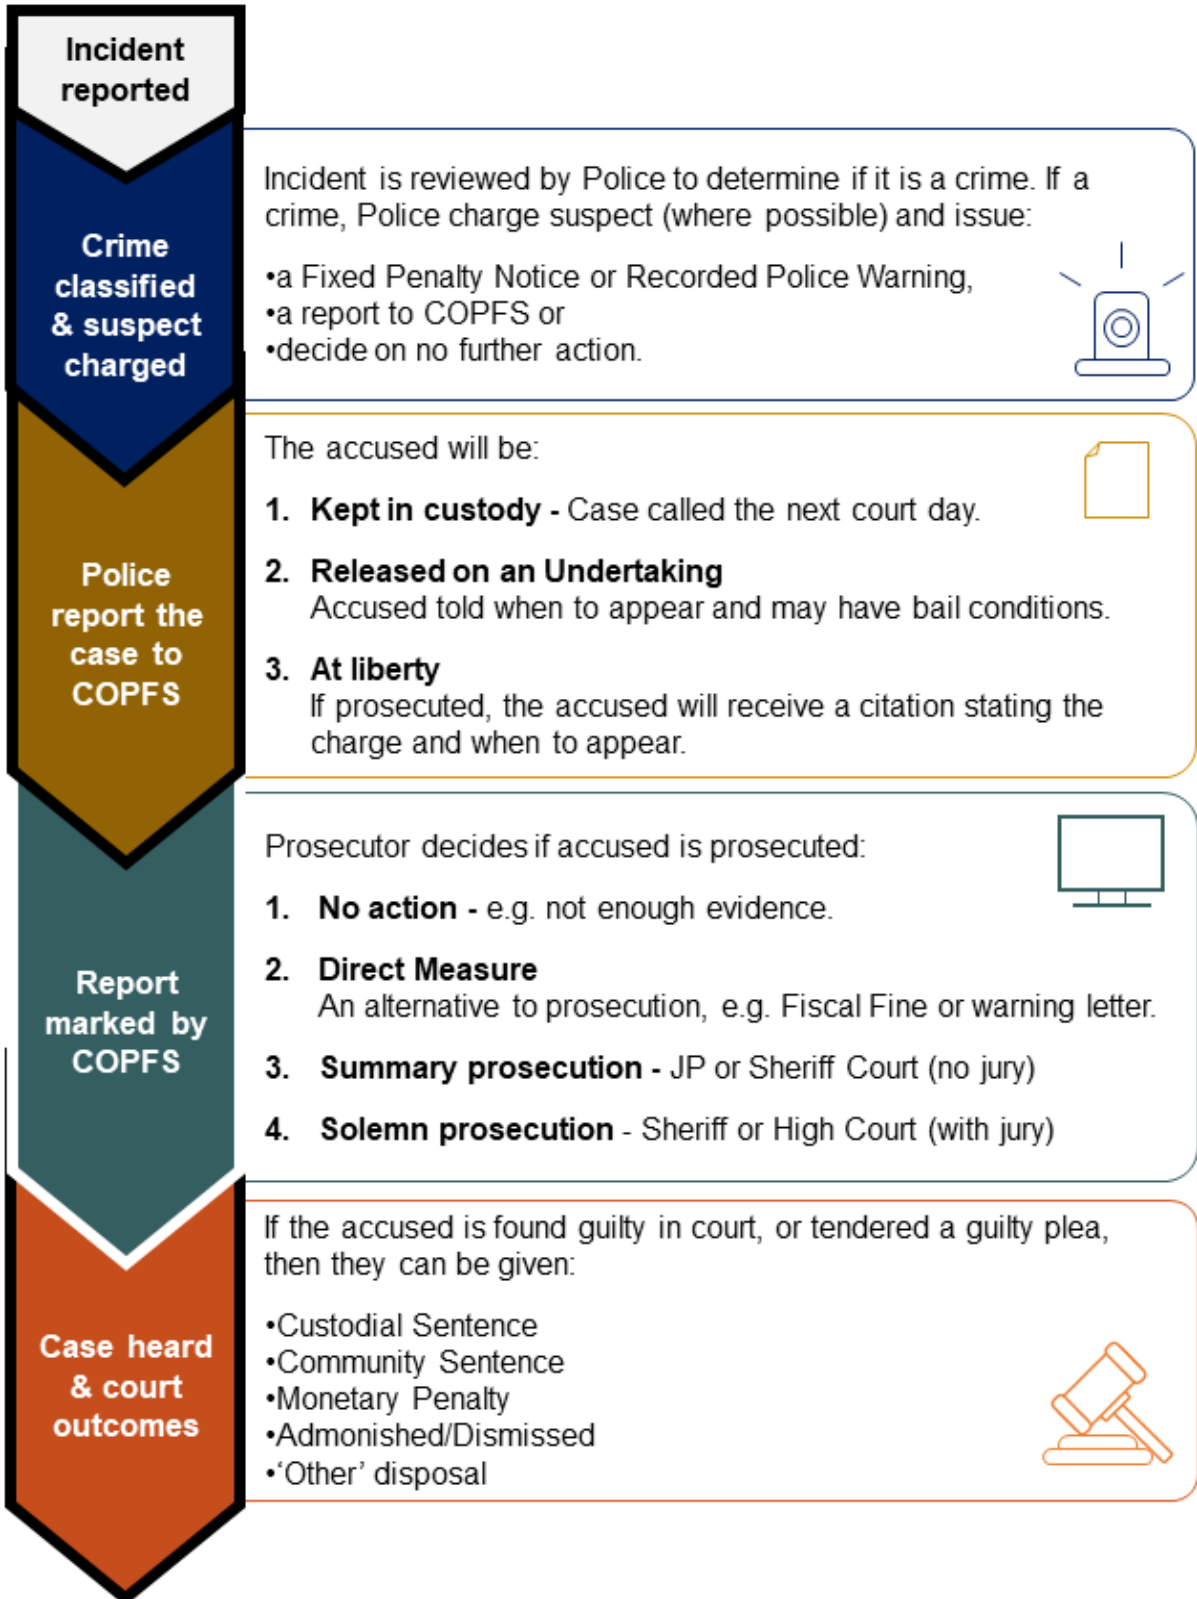 Incident
reported
Crime
classified
& suspect
charged
Incident is reviewed by Police to determine if it is a crime. If a
crime, Police charge suspect (where possible) and issue:
•a Fixed Penalty Notice or Recorded Police Warning,
•a report to COPFS or
•decide on no further action.
Police
report the
case to
COPFS
The accused will be:
1. Kept in custody - Case called the next court day.
2. Released on an Undertaking
Accused told when to appear and may have bail conditions.
3. At liberty
If prosecuted, the accused will receive a citation stating the
charge and when to appear.
Report
marked by
COPFS
Prosecutor decides if accused is prosecuted:
1. No action - e.g. not enough evidence.
2. Direct Measure
An alternative to prosecution, e.g. Fiscal Fine or warning letter.
3. Summary prosecution - JP or Sheriff Court (no jury)
4. Solemn prosecution - Sheriff or High Court (with jury)
Case heard
& court
outcomes
If the accused is found guilty in court, or tendered a guilty plea,
then they can be given:
•Custodial Sentence
•Community Sentence
•Monetary Penalty
•Admonished/Dismissed
•‘Other’ disposal